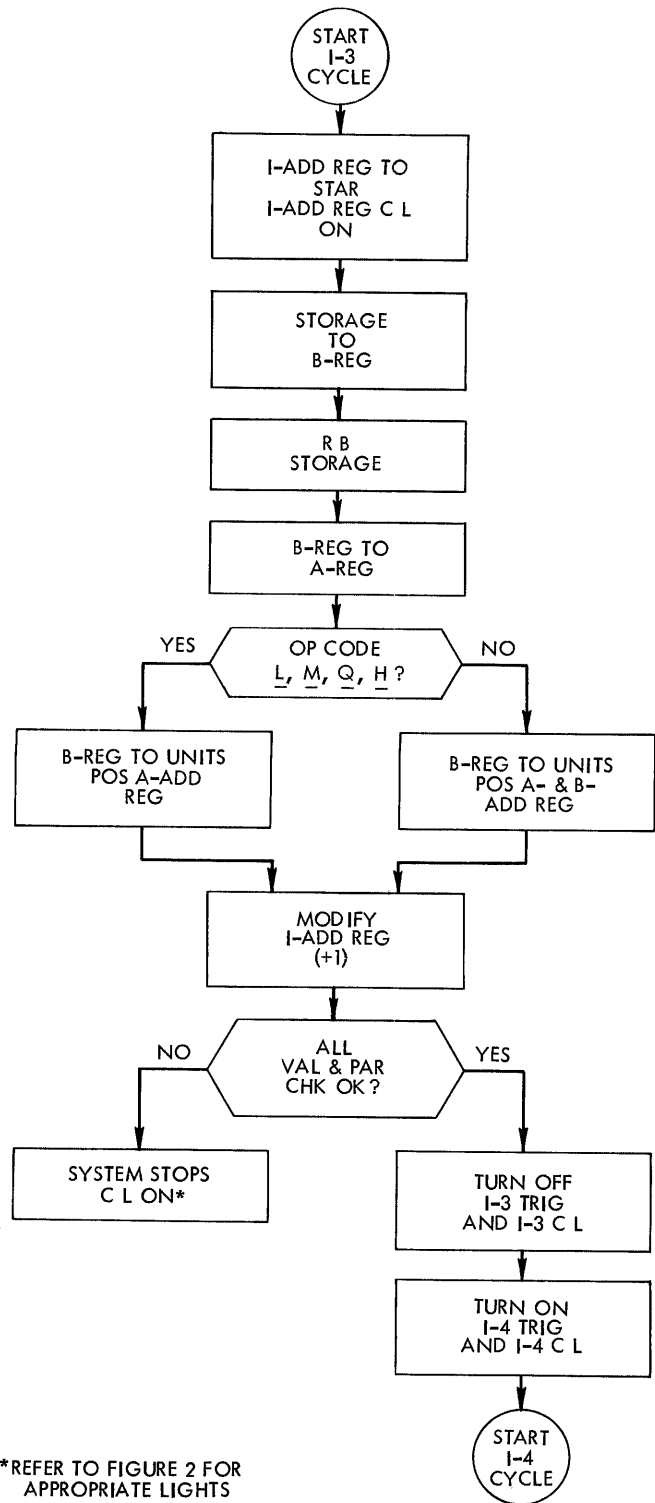 START
I-3
CYCLE
I-ADD REG TO
STAR
I-ADD REG C L
ON
STORAGE
TO
B-REG
R B
STORAGE
B-REG TO
A-REG
YES
OP CODE
L, M, Q, H ?
NO
B-REG TO UNITS
POS A-ADD
REG
B-REG TO UNITS
POS A- & B-
ADD REG
MODIFY
I-ADD REG
(+1)
NO
ALL
VAL & PAR
CHK OK ?
YES
SYSTEM STOPS
C L ON*
TURN OFF
I-3 TRIG
AND I-3 C L
TURN ON
I-4 TRIG
AND I-4 C L
START
I-4
CYCLE
*REFER TO FIGURE 2 FOR
APPROPRIATE LIGHTS